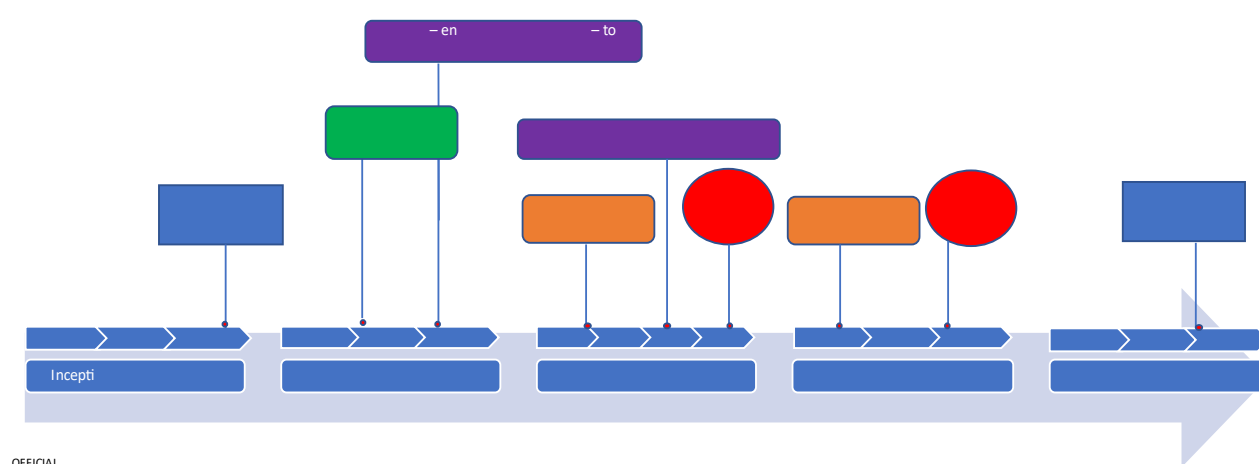 – en – to
Incepti
OFFICIAL